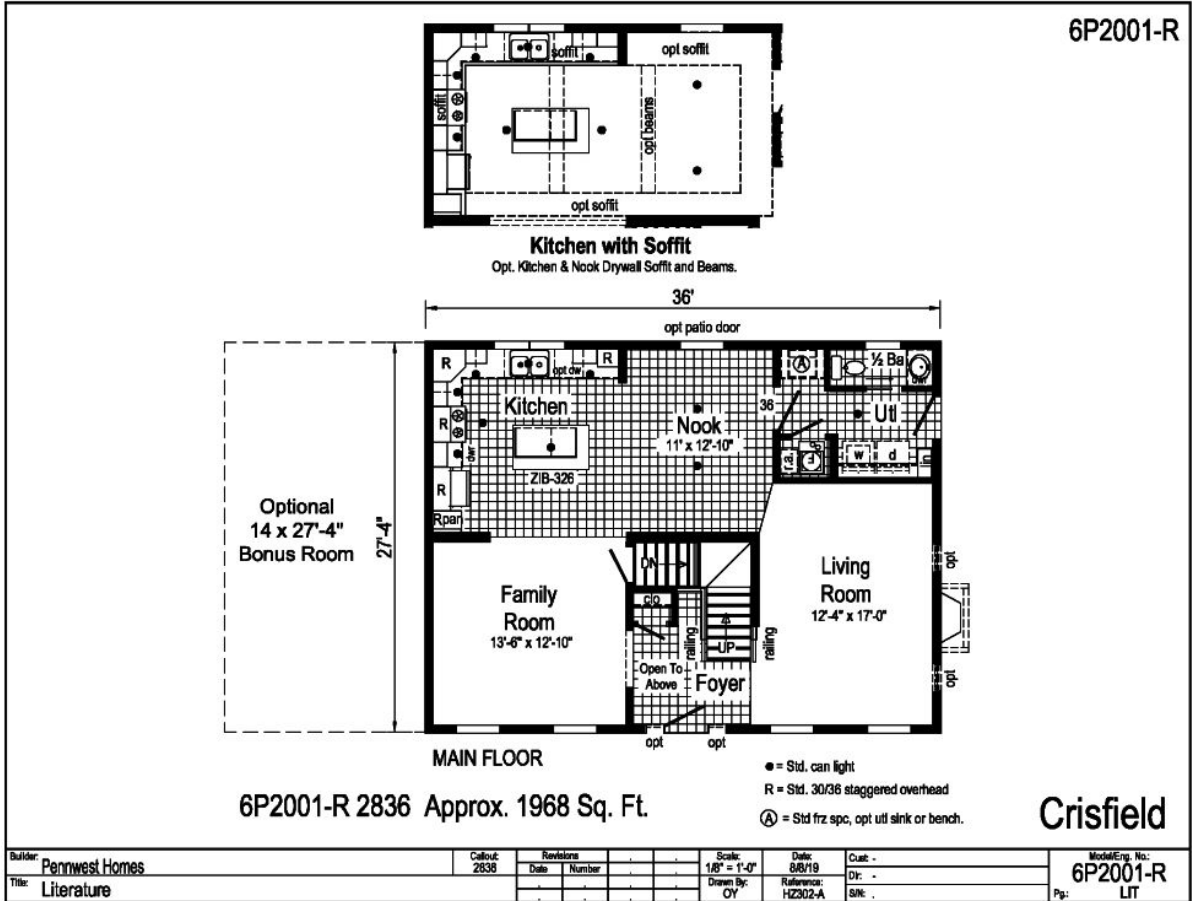 6P2001-R
soffit
opt soffit
soffit
opt beams
opt soffit
Kitchen with Soffit
Opt. Kitchen & Nook Drywall Soffit and Beams.
36'
opt patio door
R
opt dw
R
A
½ Ba
dwr
Kitchen
36
Utl
R
Nook
11' x 12'-10"
dwr
r.a.
w
d
R
ZIB-326
Rpan
Optional
14 x 27'-4"
Bonus Room
27'-4"
DN
Living
Room
12'-4" x 17'-0"
opt
Family
Room
13'-6" x 12'-10"
railing
UP
railing
Open To
Above
Foyer
opt
opt
opt
MAIN FLOOR
● = Std. can light
R = Std. 30/36 staggered overhead
Ⓐ = Std frz spc, opt utl sink or bench.
6P2001-R 2836 Approx. 1968 Sq. Ft.
Crisfield
Builder: Pennwest Homes
Title: Literature
Callout:
2836
Revisions
Date Number
Scale:
1/8" = 1'-0"
Drawn By:
OY
Date:
8/8/19
Reference:
HZ302-A
Cust: -
Dir: -
S/N: .
Model/Eng. No.:
6P2001-R
Pg.: LIT